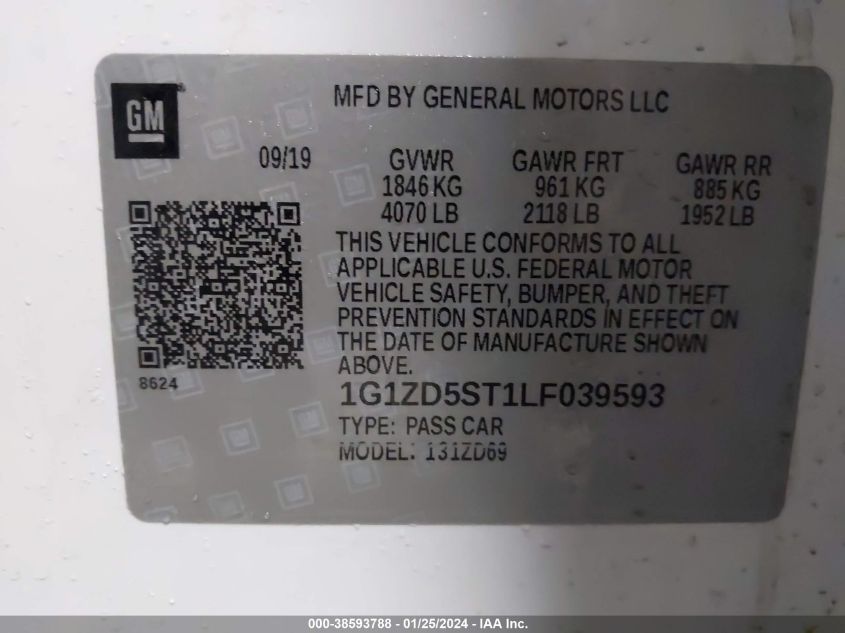 GM
MFD BY GENERAL MOTORS LLC
09/19 GVWR GAWR FRT GAWR RR
1846 KG 961 KG 885 KG
4070 LB 2118 LB 1952 LB
THIS VEHICLE CONFORMS TO ALL
APPLICABLE U.S. FEDERAL MOTOR
VEHICLE SAFETY, BUMPER, AND THEFT
PREVENTION STANDARDS IN EFFECT ON
THE DATE OF MANUFACTURE SHOWN
ABOVE.
8624
1G1ZD5ST1LF039593
TYPE: PASS CAR
MODEL: 131ZD69
000-38593788 - 01/25/2024 - IAA Inc.